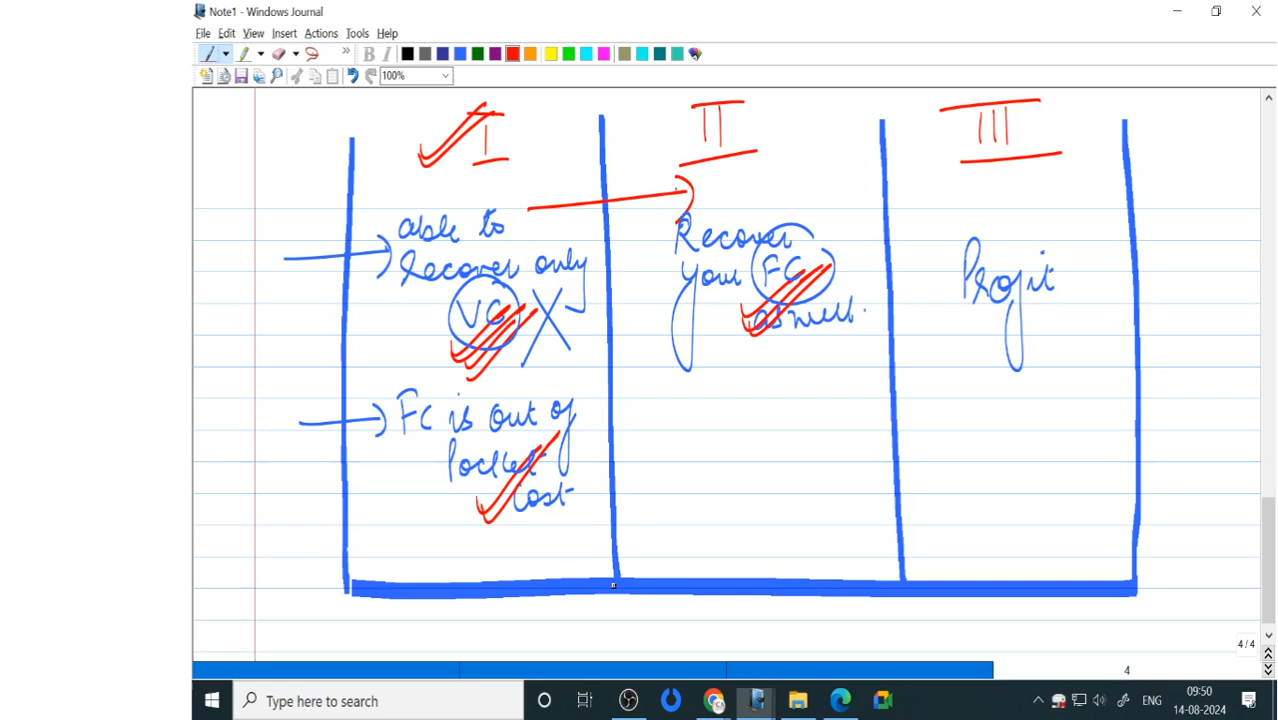 Note1 - Windows Journal
File Edit View Insert Actions Tools Help
B I
100%
I II III
able to
Recover only
VC
FC is out of
Pocket
Cost
Recover
your FC
as well.
Profit
4/4
4
Type here to search
ENG
09:50
14-08-2024